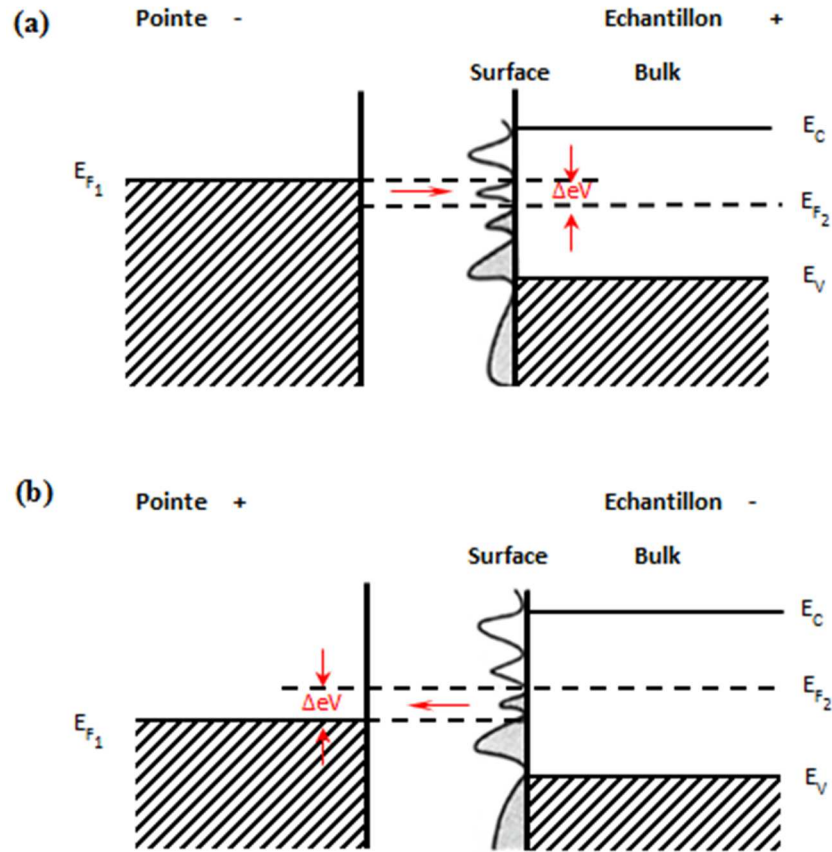 (a) Pointe - Echantillon +
Surface Bulk
E_C
E_F1
ΔeV
E_F2
E_V
(b) Pointe + Echantillon -
Surface Bulk
E_C
E_F2
ΔeV
E_F1
E_V